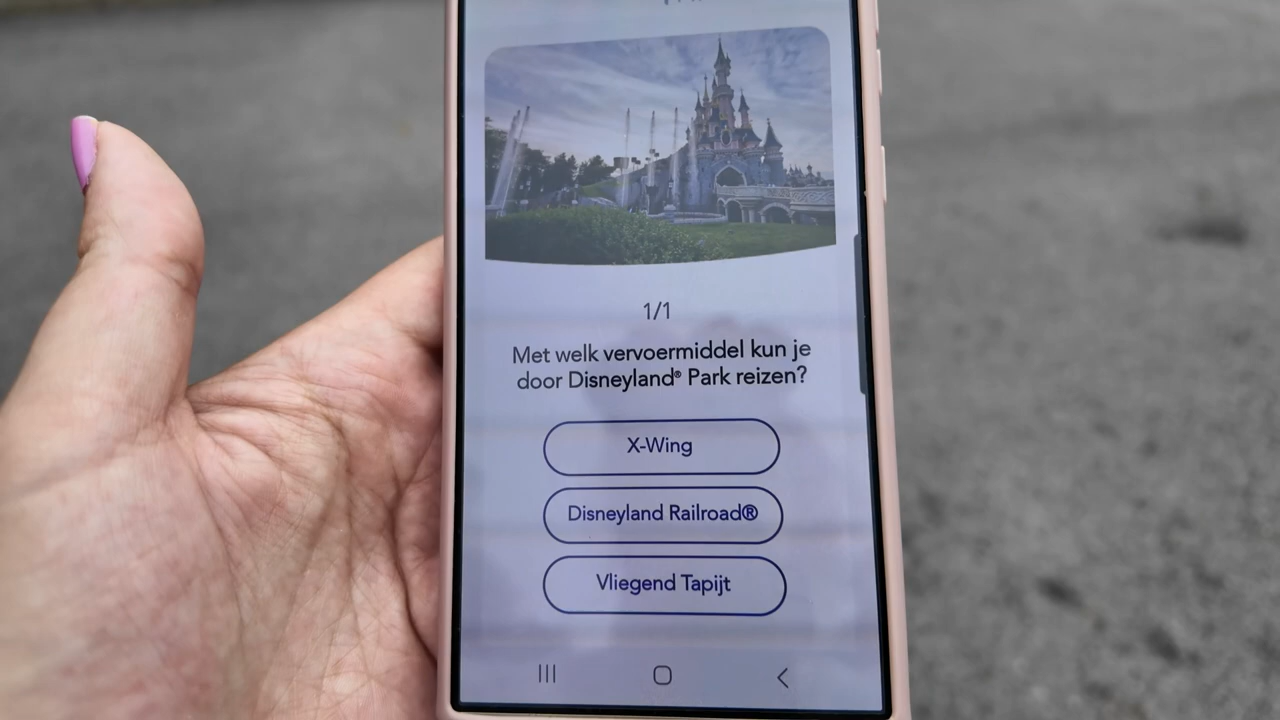 1/1
Met welk vervoermiddel kun je
door Disneyland® Park reizen?
X-Wing
Disneyland Railroad®
Vliegend Tapijt